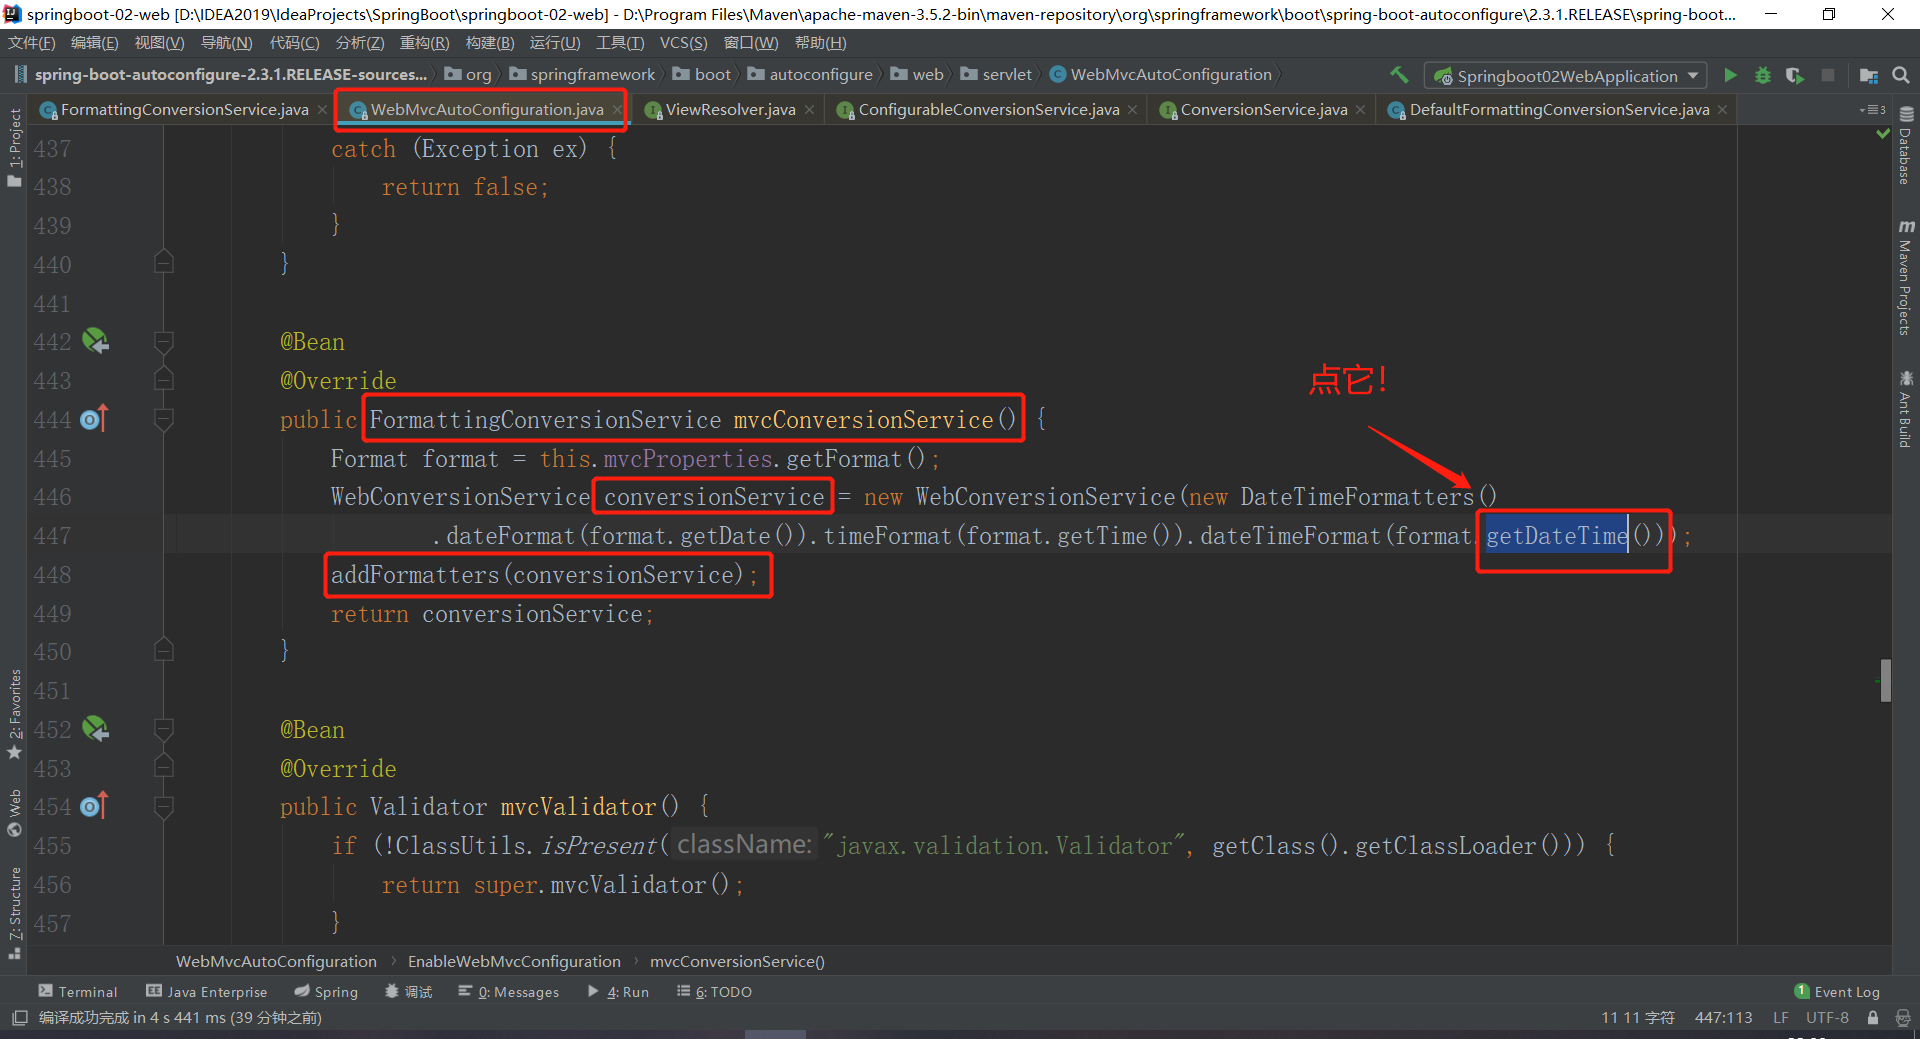 springboot-02-web [D:\IDEA2019\IdeaProjects\SpringBoot\springboot-02-web] - D:\Program Files\Maven\apache-maven-3.5.2-bin\maven-repository\org\springframework\boot\spring-boot-autoconfigure\2.3.1.RELEASE\spring-boot...
文件(F) 编辑(E) 视图(V) 导航(N) 代码(C) 分析(Z) 重构(R) 构建(B) 运行(U) 工具(T) VCS(S) 窗口(W) 帮助(H)
spring-boot-autoconfigure-2.3.1.RELEASE-sources... org springframework boot autoconfigure web servlet WebMvcAutoConfiguration Springboot02WebApplication
FormattingConversionService.java WebMvcAutoConfiguration.java ViewResolver.java ConfigurableConversionService.java ConversionService.java DefaultFormattingConversionService.java 3
1: Project
2: Favorites
Web
Z: Structure
Database
Maven Projects
Ant Build
437 catch (Exception ex) {
438 return false;
439 }
440 }
441
442 @Bean
点它!
443 @Override
444 public FormattingConversionService mvcConversionService() {
445 Format format = this.mvcProperties.getFormat();
446 WebConversionService conversionService = new WebConversionService(new DateTimeFormatters()
447 .dateFormat(format.getDate()).timeFormat(format.getTime()).dateTimeFormat(format.getDateTime()));
448 addFormatters(conversionService);
449 return conversionService;
450 }
451
452 @Bean
453 @Override
454 public Validator mvcValidator() {
455 if (!ClassUtils.isPresent( className: "javax.validation.Validator", getClass().getClassLoader())) {
456 return super.mvcValidator();
457 }
WebMvcAutoConfiguration EnableWebMvcConfiguration mvcConversionService()
Terminal Java Enterprise Spring 调试 0: Messages 4: Run 6: TODO 1 Event Log
编译成功完成 in 4 s 441 ms (39 分钟之前) 11 11 字符 447:113 LF UTF-8